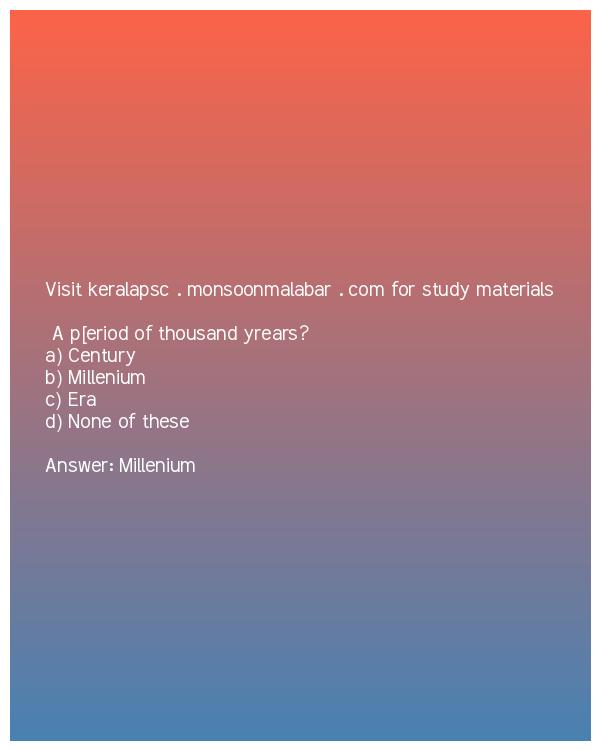 Visit keralapsc . monsoonmalabar . com for study materials
A p[eriod of thousand yrears?
a) Century
b) Millenium
c) Era
d) None of these
Answer: Millenium